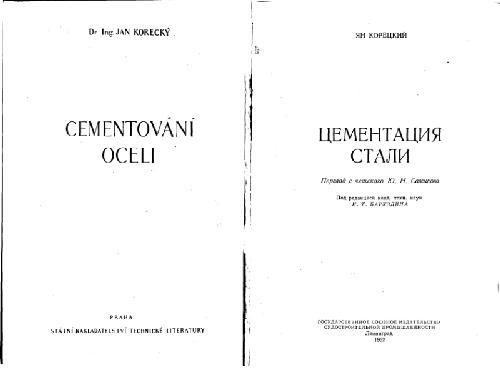 Dr Ing. JAN KORECKÝ
CEMENTOVÁNÍ
OCELI
PRAHA
STÁTNÍ NAKLADATELSTVÍ TECHNICKÉ LITERATURY
ЯН КОРЕЦКИЙ
ЦЕМЕНТАЦИЯ
СТАЛИ
Перевод с чешского Ю. Н.
Под редакцией канд. техн. наук
ГОСУДАРСТВЕННОЕ СОЮЗНОЕ ИЗДАТЕЛЬСТВО
СУДОСТРОИТЕЛЬНОЙ ПРОМЫШЛЕННОСТИ
Ленинград